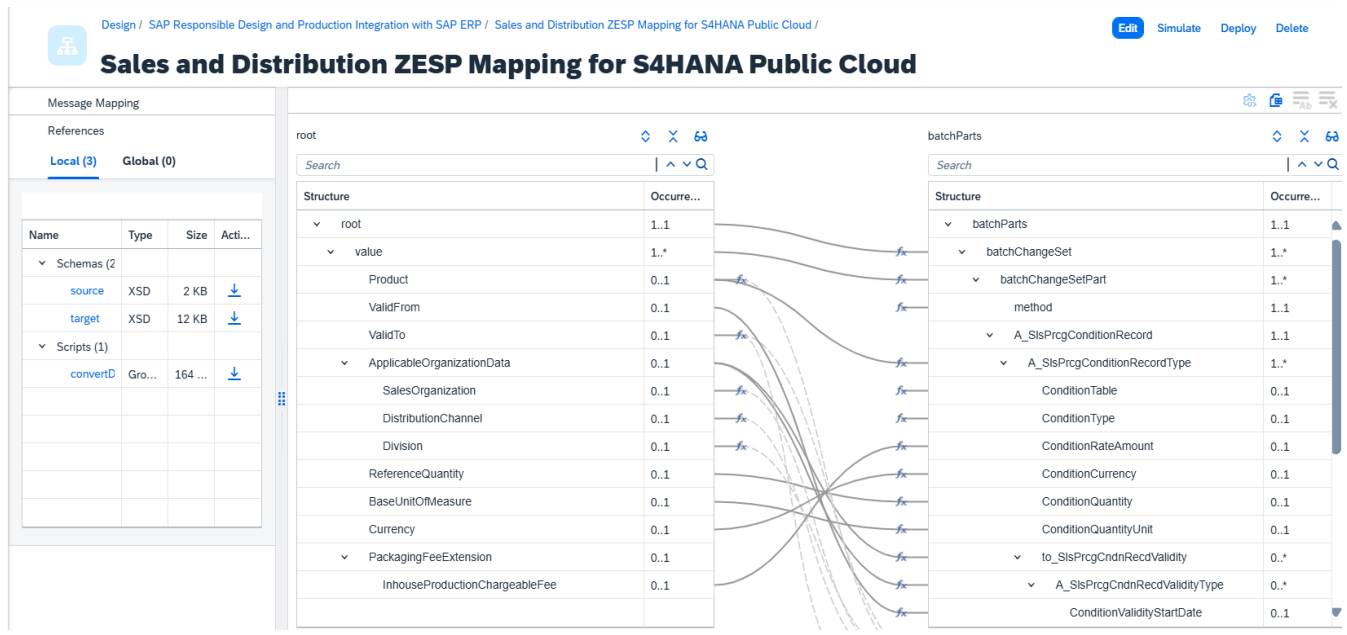 Design / SAP Responsible Design and Production Integration with SAP ERP / Sales and Distribution ZESP Mapping for S4HANA Public Cloud /
Edit Simulate Deploy Delete
Sales and Distribution ZESP Mapping for S4HANA Public Cloud
Message Mapping
References
Local (3) Global (0)
Name Type Size Acti...
Schemas (2
source XSD 2 KB
target XSD 12 KB
Scripts (1)
convertD Gro... 164 ...
root
Search
Structure Occurre...
root 1..1
value 1..*
Product 0..1
ValidFrom 0..1
ValidTo 0..1
ApplicableOrganizationData 0..1
SalesOrganization 0..1
DistributionChannel 0..1
Division 0..1
ReferenceQuantity 0..1
BaseUnitOfMeasure 0..1
Currency 0..1
PackagingFeeExtension 0..1
InhouseProductionChargeableFee 0..1
batchParts
Search
Structure Occurre...
batchParts 1..1
batchChangeSet 1..*
batchChangeSetPart 1..*
method 1..1
A_SlsPrcgConditionRecord 1..1
A_SlsPrcgConditionRecordType 1..*
ConditionTable 0..1
ConditionType 0..1
ConditionRateAmount 0..1
ConditionCurrency 0..1
ConditionQuantity 0..1
ConditionQuantityUnit 0..1
to_SlsPrcgCndnRecdValidity 0..*
A_SlsPrcgCndnRecdValidityType 0..*
ConditionValidityStartDate 0..1